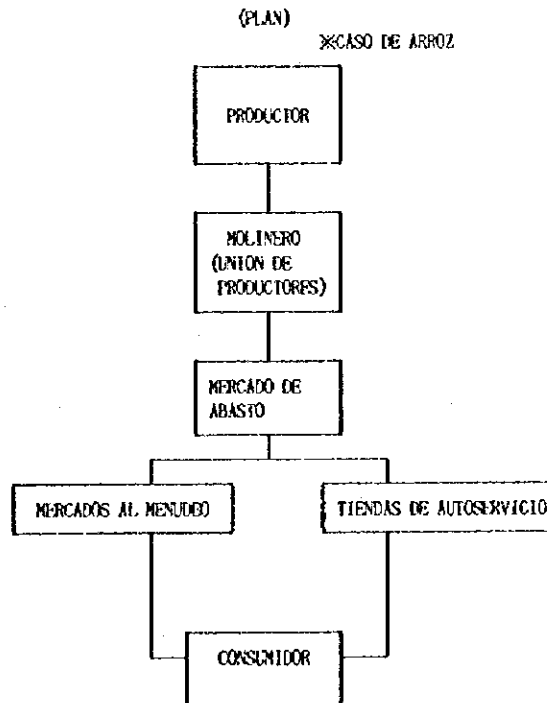 (PLAN)
※CASO DE ARROZ
PRODUCTOR
MOLINERO
(UNION DE
PRODUCTORES)
MERCADO DE
ABASTO
MERCADOS AL MENUDEO
TIENDAS DE AUTOSERVICIO
CONSUMIDOR